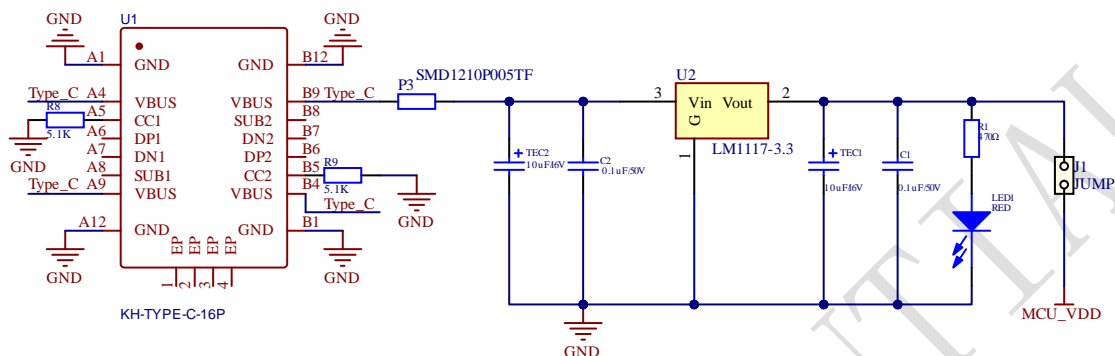 U1
GND
GND
A1
GND
GND
B12
Type_C
A4
VBUS
VBUS
B9
Type_C
P3
SMD1210P005TF
R8
5.1K
GND
A5
CC1
SUB2
B8
A6
DP1
DN2
B7
A7
DN1
DP2
B6
A8
SUB1
CC2
B5
R9
5.1K
GND
Type_C
A9
VBUS
VBUS
B4
Type_C
A12
GND
GND
B1
GND
GND
EP
EP
EP
EP
1
2
3
4
KH-TYPE-C-16P
U2
3
Vin
Vout
2
G
1
LM1117-3.3
TEC2
10uF/16V
C2
0.1uF/50V
TEC1
10uF/16V
C1
0.1uF/50V
R1
470Ω
LED1
RED
J1
JUMP
MCU_VDD
GND